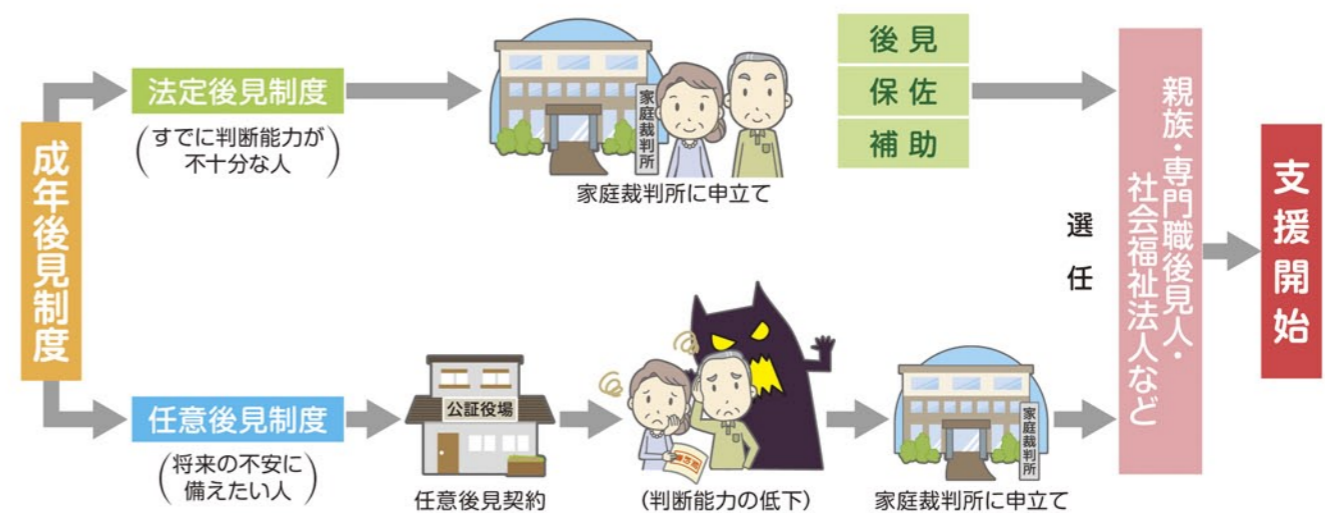 成年後見制度
法定後見制度
(すでに判断能力が
不十分な人)
家庭裁判所
家庭裁判所に申立て
後見
保佐
補助
任意後見制度
(将来の不安に
備えたい人)
公証役場
任意後見契約
(判断能力の低下)
家庭裁判所
家庭裁判所に申立て
選任
親族・専門職後見人・
社会福祉法人など
支援開始